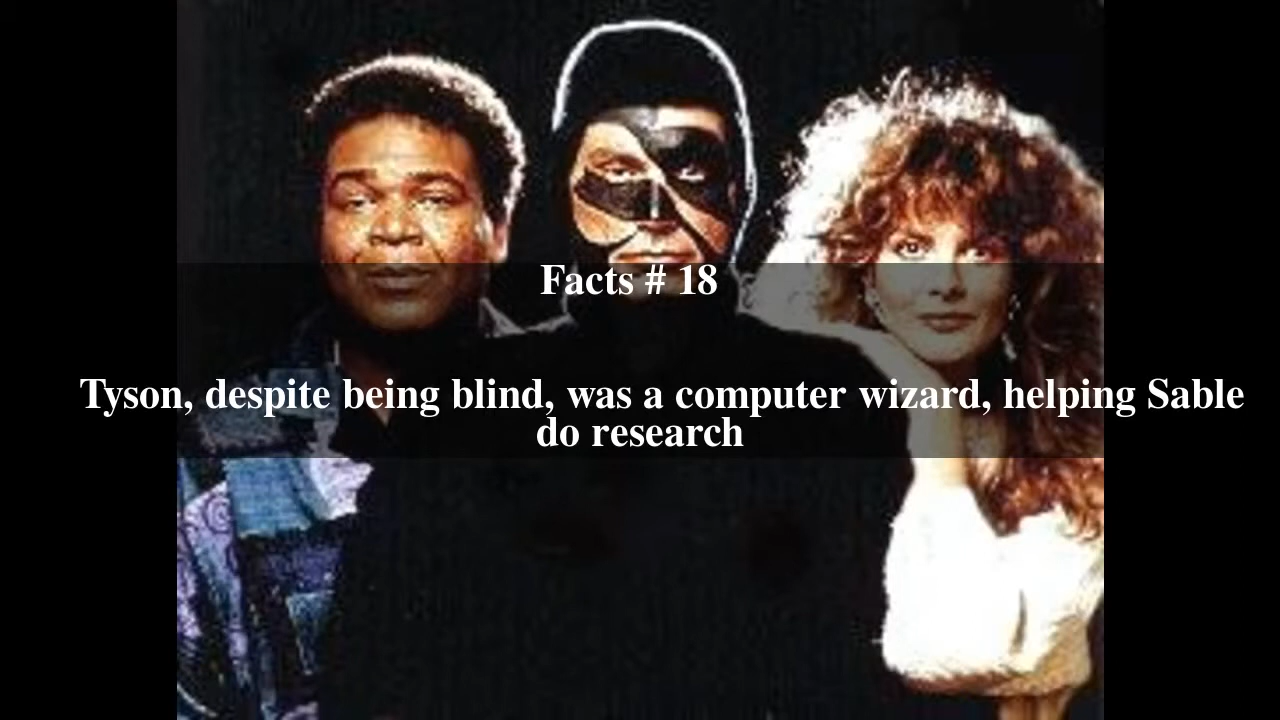 Facts # 18
Tyson, despite being blind, was a computer wizard, helping Sable
do research